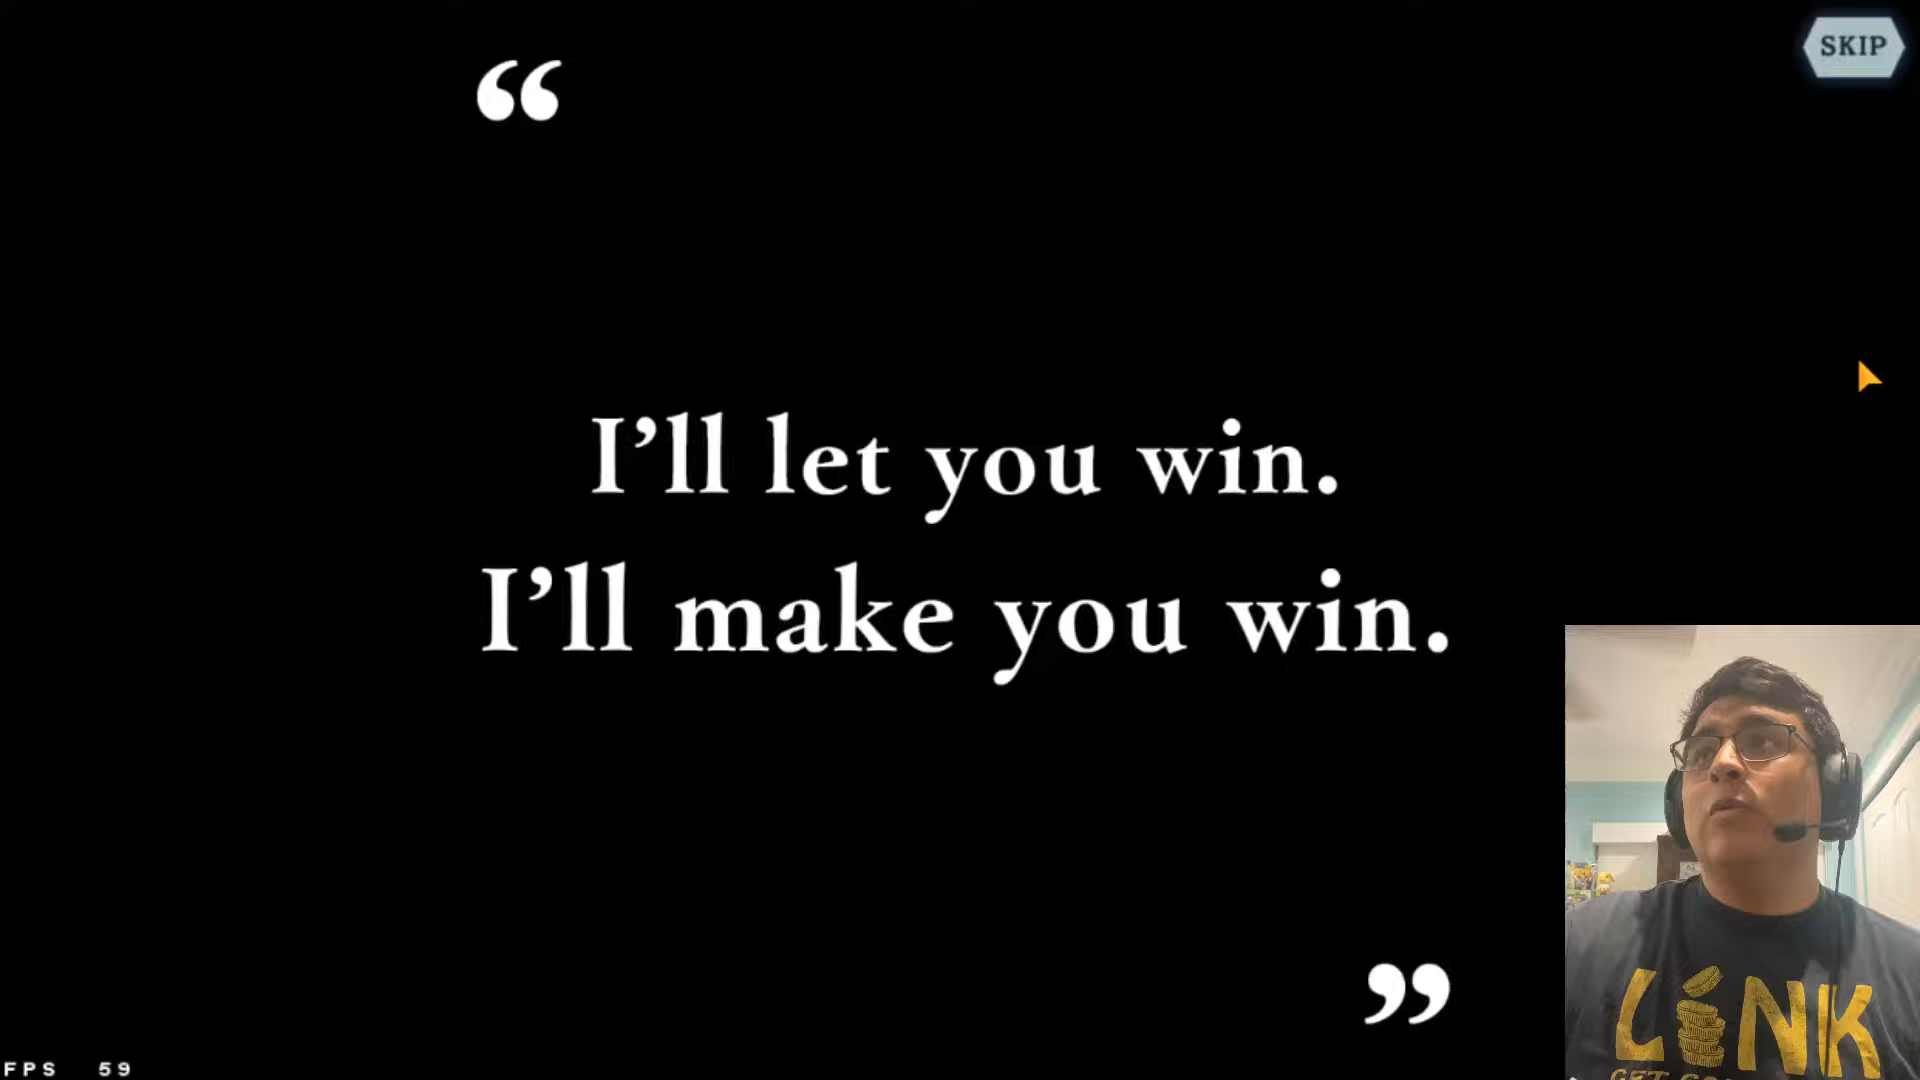 SKIP
“
I’ll let you win.
I’ll make you win.
”
LINK
FPS 59